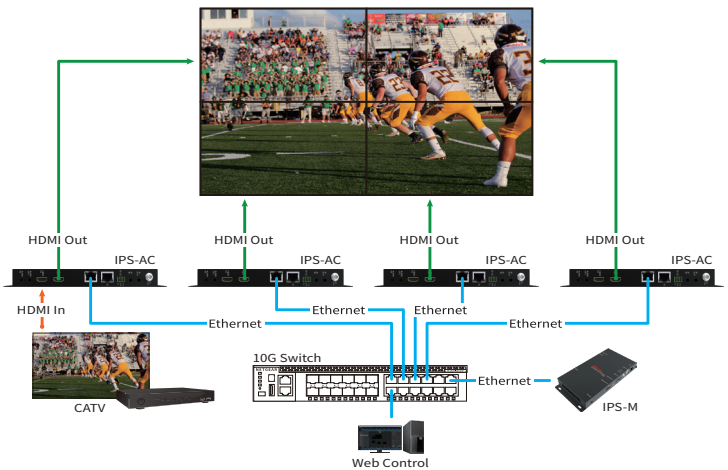 HDMI Out
HDMI Out
HDMI Out
HDMI Out
IPS-AC
IPS-AC
IPS-AC
IPS-AC
HDMI In
Ethernet
Ethernet
Ethernet
Ethernet
10G Switch
NETGEAR
Ethernet
CATV
IPS-M
Web Control